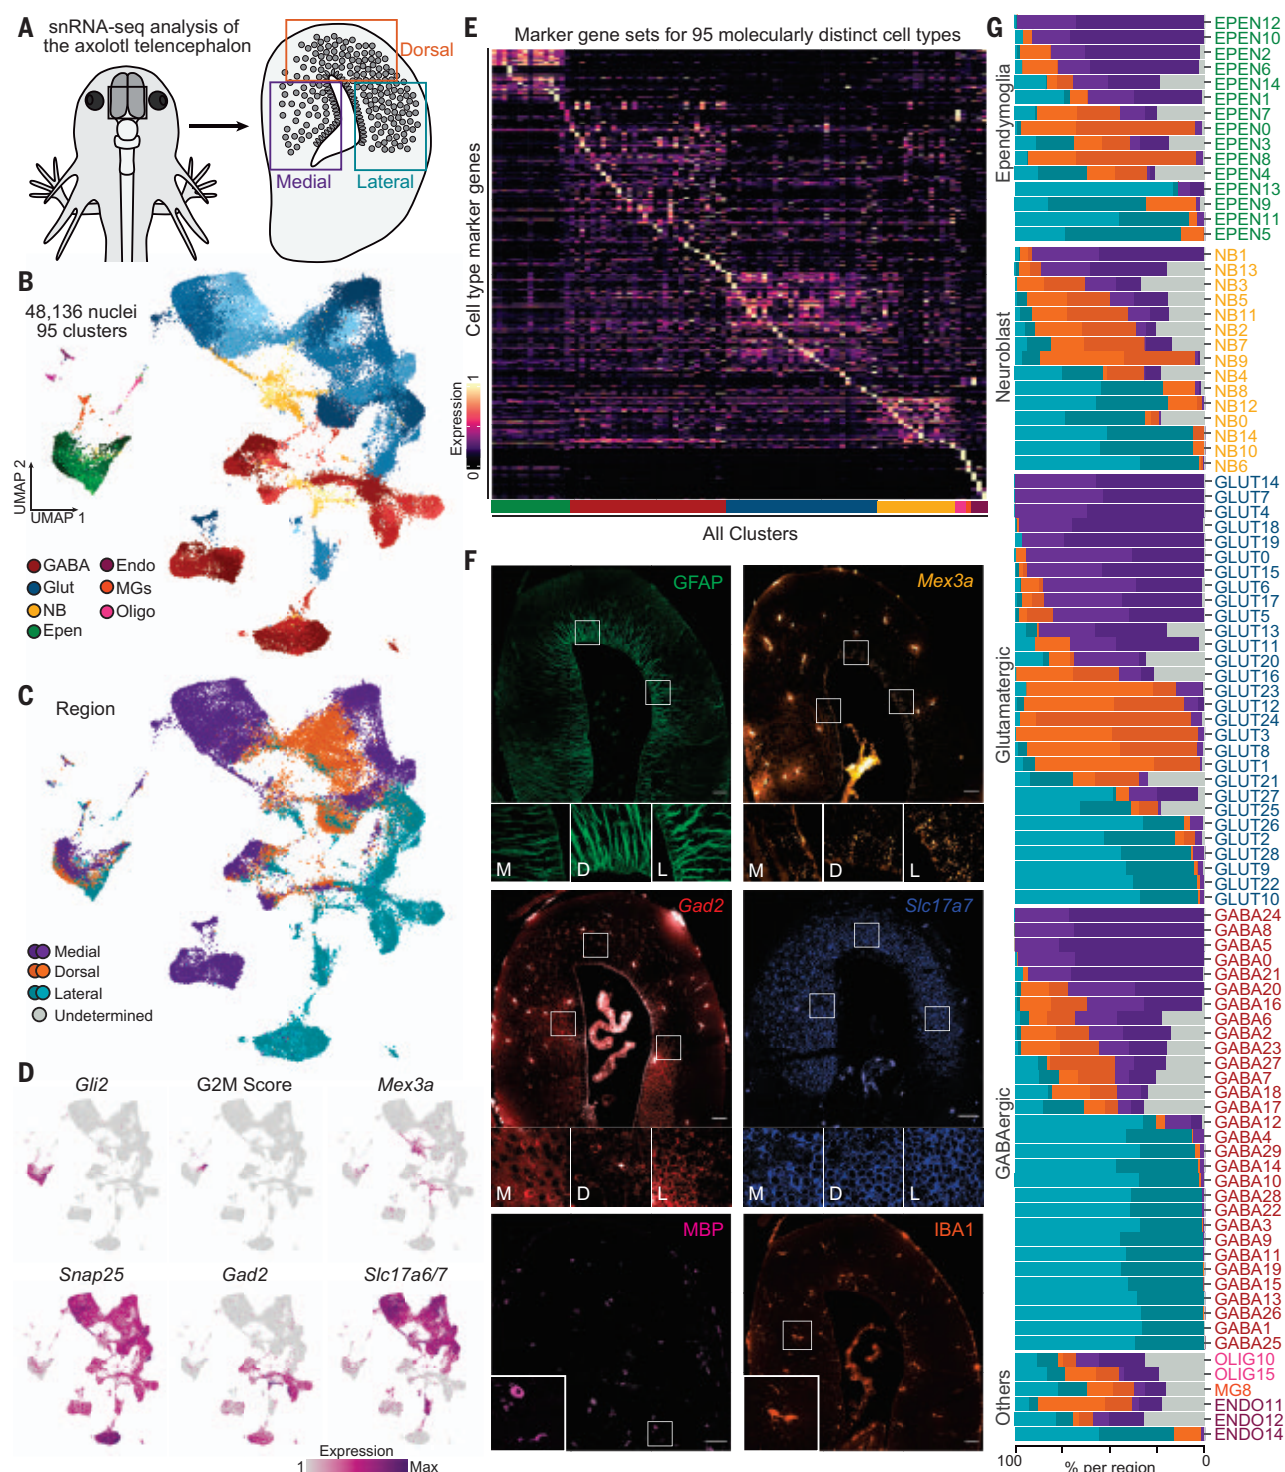 A
snRNA-seq analysis of
the axolotl telencephalon
Dorsal
Medial
Lateral
B
48,136 nuclei
95 clusters
UMAP 2
UMAP 1
GABA
Endo
Glut
MGs
NB
Oligo
Epen
C
Region
Medial
Dorsal
Lateral
Undetermined
D
Gli2
G2M Score
Mex3a
Snap25
Gad2
Slc17a6/7
Expression
1
Max
E
Marker gene sets for 95 molecularly distinct cell types
Cell type marker genes
Expression
0
1
All Clusters
F
GFAP
M
D
L
Mex3a
M
D
L
Gad2
M
D
L
Slc17a7
M
D
L
MBP
IBA1
G
Ependymoglia
EPEN12
EPEN10
EPEN2
EPEN6
EPEN14
EPEN1
EPEN7
EPEN0
EPEN3
EPEN8
EPEN4
EPEN13
EPEN9
EPEN11
EPEN5
Neuroblast
NB1
NB13
NB3
NB5
NB11
NB2
NB7
NB9
NB4
NB8
NB12
NB0
NB14
NB10
NB6
Glutamatergic
GLUT14
GLUT7
GLUT4
GLUT18
GLUT19
GLUT0
GLUT15
GLUT6
GLUT17
GLUT5
GLUT13
GLUT11
GLUT20
GLUT16
GLUT23
GLUT12
GLUT24
GLUT3
GLUT8
GLUT1
GLUT21
GLUT27
GLUT25
GLUT26
GLUT2
GLUT28
GLUT9
GLUT22
GLUT10
GABAergic
GABA24
GABA8
GABA5
GABA0
GABA21
GABA20
GABA16
GABA6
GABA2
GABA23
GABA27
GABA7
GABA18
GABA17
GABA12
GABA4
GABA29
GABA14
GABA10
GABA28
GABA22
GABA3
GABA9
GABA11
GABA19
GABA15
GABA13
GABA26
GABA1
GABA25
Others
OLIG10
OLIG15
MG8
ENDO11
ENDO12
ENDO14
100
0
% per region